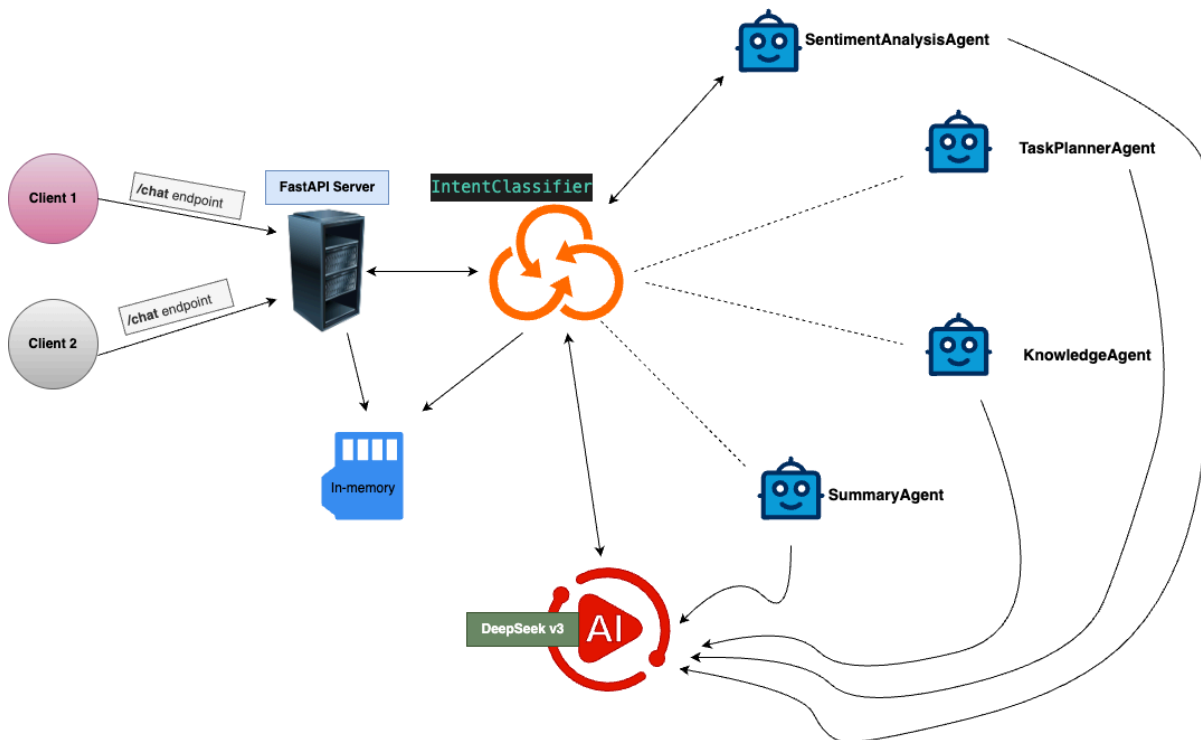 SentimentAnalysisAgent
TaskPlannerAgent
/chat endpoint
FastAPI Server
IntentClassifier
Client 1
/chat endpoint
Client 2
KnowledgeAgent
In-memory
SummaryAgent
DeepSeek v3
AI